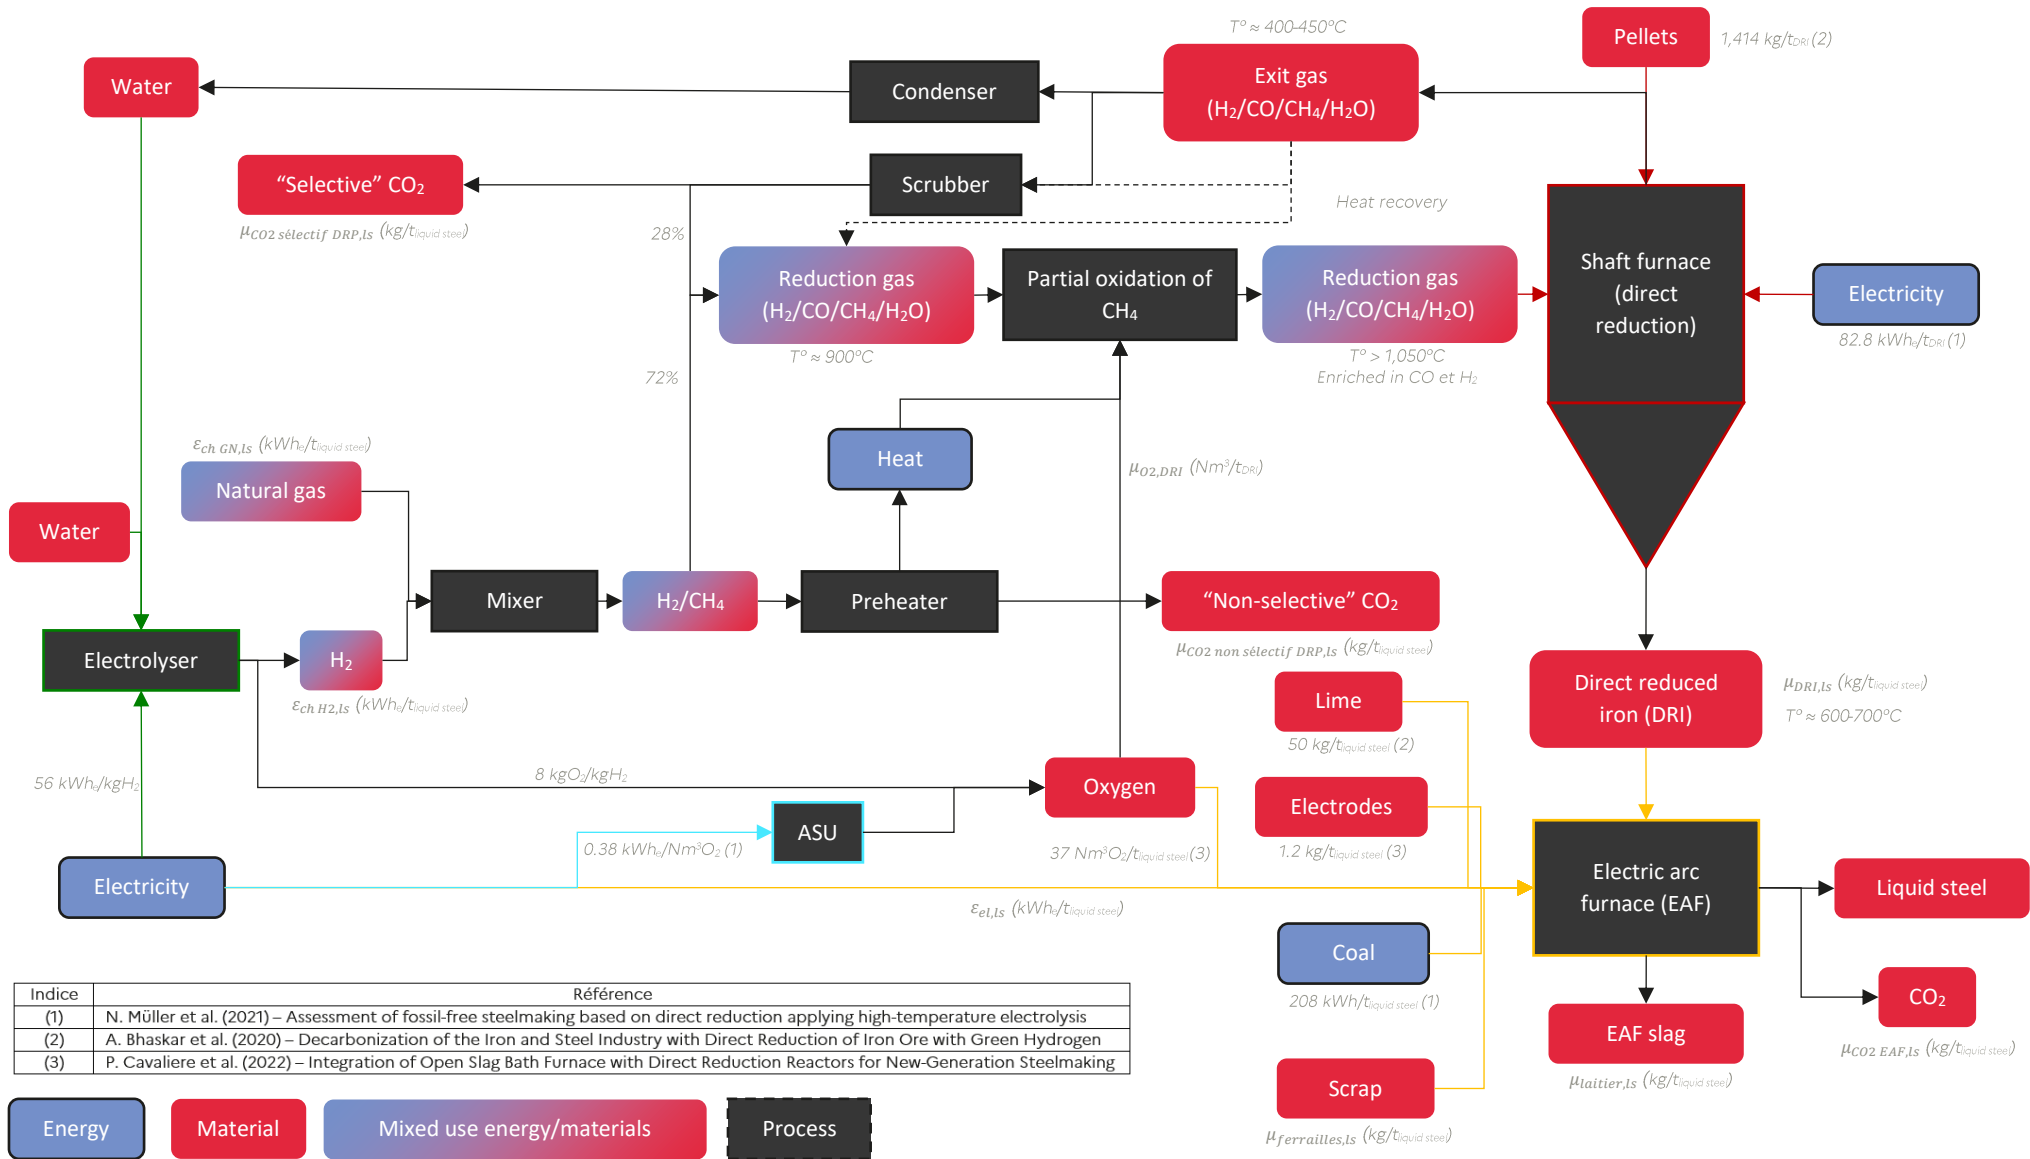 T° ≈ 400-450°C
Pellets
1,414 kg/tDRI (2)
Water
Condenser
Exit gas
(H₂/CO/CH₄/H₂O)
"Selective" CO₂
μCO2 sélectif DRP,ls (kg/tliquid steel)
Scrubber
Heat recovery
28%
72%
Reduction gas
(H₂/CO/CH₄/H₂O)
T° ≈ 900°C
Partial oxidation of
CH₄
Reduction gas
(H₂/CO/CH₄/H₂O)
T° > 1,050°C
Enriched in CO et H₂
Shaft furnace
(direct
reduction)
Electricity
82.8 kWhe/tDRI (1)
εch GN,ls (kWhe/tliquid steel)
Natural gas
Heat
μO2,DRI (Nm³/tDRI)
Water
Mixer
H₂/CH₄
Preheater
"Non-selective" CO₂
μCO2 non sélectif DRP,ls (kg/tliquid steel)
Electrolyser
H₂
εch H2,ls (kWhe/tliquid steel)
Lime
50 kg/tliquid steel (2)
Direct reduced
iron (DRI)
μDRI,ls (kg/tliquid steel)
T° ≈ 600-700°C
56 kWhe/kgH₂
8 kgO₂/kgH₂
Oxygen
Electrodes
1.2 kg/tliquid steel (3)
ASU
0.38 kWhe/Nm³O₂ (1)
37 Nm³O₂/tliquid steel (3)
Electricity
εel,ls (kWhe/tliquid steel)
Electric arc
furnace (EAF)
Liquid steel
Coal
208 kWh/tliquid steel (1)
CO₂
μCO2 EAF,ls (kg/tliquid steel)
EAF slag
μlaitier,ls (kg/tliquid steel)
Scrap
μferrailles,ls (kg/tliquid steel)
Indice Référence
(1) N. Müller et al. (2021) – Assessment of fossil-free steelmaking based on direct reduction applying high-temperature electrolysis
(2) A. Bhaskar et al. (2020) – Decarbonization of the Iron and Steel Industry with Direct Reduction of Iron Ore with Green Hydrogen
(3) P. Cavaliere et al. (2022) – Integration of Open Slag Bath Furnace with Direct Reduction Reactors for New-Generation Steelmaking
Energy
Material
Mixed use energy/materials
Process